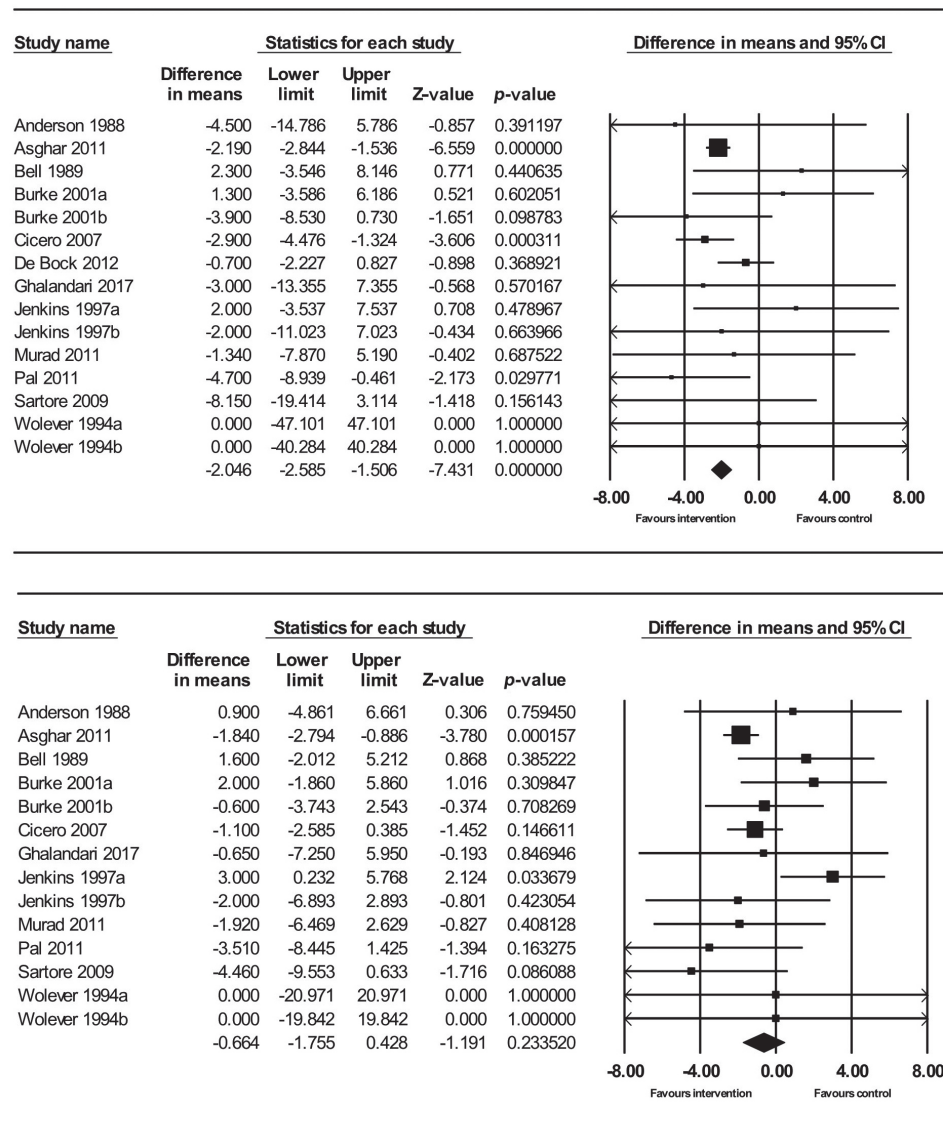 Study name Statistics for each study Difference in means and 95% CI
Difference in means Lower limit Upper limit Z-value p-value
Anderson 1988 -4.500 -14.786 5.786 -0.857 0.391197
Asghar 2011 -2.190 -2.844 -1.536 -6.559 0.000000
Bell 1989 2.300 -3.546 8.146 0.771 0.440635
Burke 2001a 1.300 -3.586 6.186 0.521 0.602051
Burke 2001b -3.900 -8.530 0.730 -1.651 0.098783
Cicero 2007 -2.900 -4.476 -1.324 -3.606 0.000311
De Bock 2012 -0.700 -2.227 0.827 -0.898 0.368921
Ghalandari 2017 -3.000 -13.355 7.355 -0.568 0.570167
Jenkins 1997a 2.000 -3.537 7.537 0.708 0.478967
Jenkins 1997b -2.000 -11.023 7.023 -0.434 0.663966
Murad 2011 -1.340 -7.870 5.190 -0.402 0.687522
Pal 2011 -4.700 -8.939 -0.461 -2.173 0.029771
Sartore 2009 -8.150 -19.414 3.114 -1.418 0.156143
Wolever 1994a 0.000 -47.101 47.101 0.000 1.000000
Wolever 1994b 0.000 -40.284 40.284 0.000 1.000000
-2.046 -2.585 -1.506 -7.431 0.000000
-8.00 -4.00 0.00 4.00 8.00
Favours intervention Favours control
Study name Statistics for each study Difference in means and 95% CI
Difference in means Lower limit Upper limit Z-value p-value
Anderson 1988 0.900 -4.861 6.661 0.306 0.759450
Asghar 2011 -1.840 -2.794 -0.886 -3.780 0.000157
Bell 1989 1.600 -2.012 5.212 0.868 0.385222
Burke 2001a 2.000 -1.860 5.860 1.016 0.309847
Burke 2001b -0.600 -3.743 2.543 -0.374 0.708269
Cicero 2007 -1.100 -2.585 0.385 -1.452 0.146611
Ghalandari 2017 -0.650 -7.250 5.950 -0.193 0.846946
Jenkins 1997a 3.000 0.232 5.768 2.124 0.033679
Jenkins 1997b -2.000 -6.893 2.893 -0.801 0.423054
Murad 2011 -1.920 -6.469 2.629 -0.827 0.408128
Pal 2011 -3.510 -8.445 1.425 -1.394 0.163275
Sartore 2009 -4.460 -9.553 0.633 -1.716 0.086088
Wolever 1994a 0.000 -20.971 20.971 0.000 1.000000
Wolever 1994b 0.000 -19.842 19.842 0.000 1.000000
-0.664 -1.755 0.428 -1.191 0.233520
-8.00 -4.00 0.00 4.00 8.00
Favours intervention Favours control